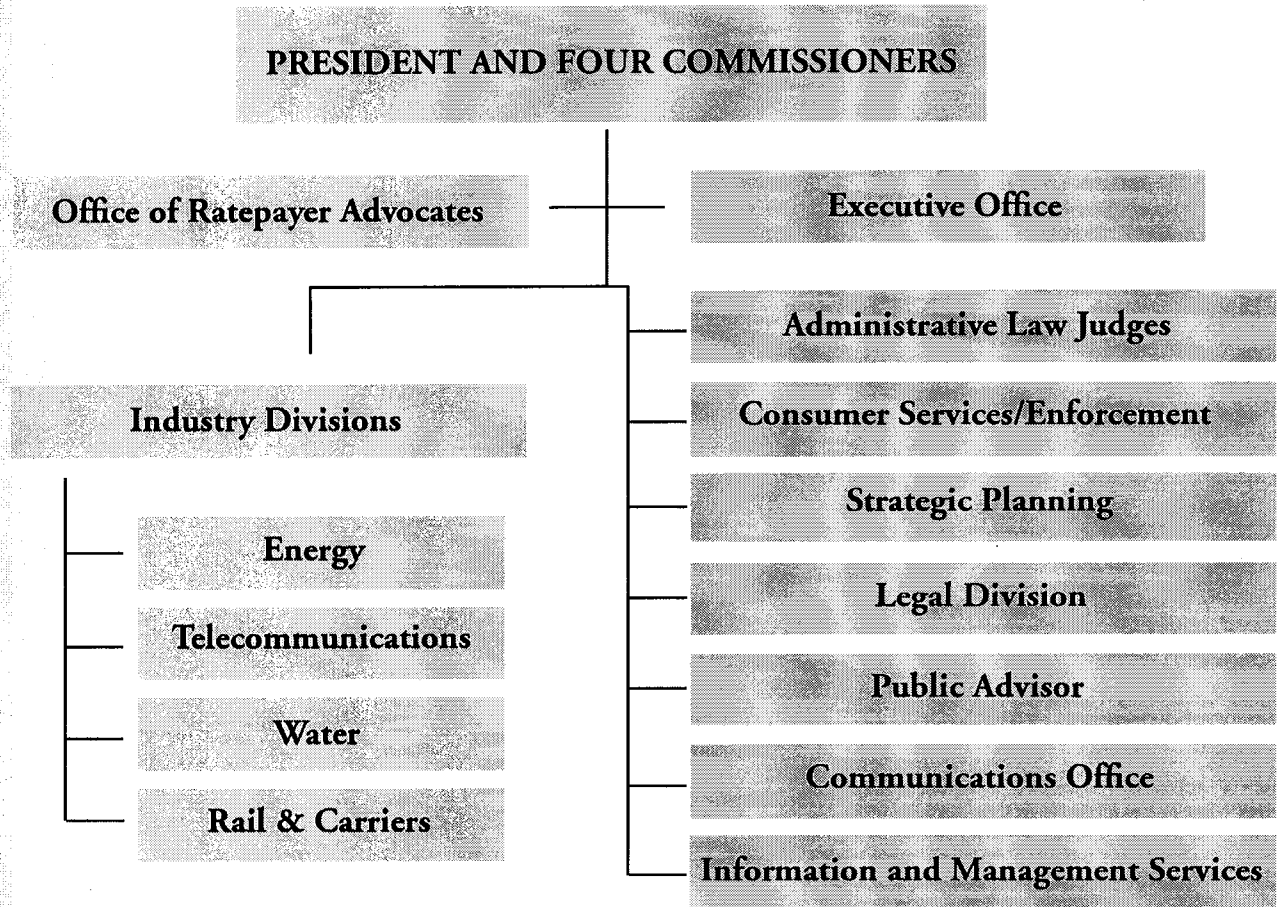 PRESIDENT AND FOUR COMMISSIONERS
Office of Ratepayer Advocates
Executive Office
Industry Divisions
Energy
Telecommunications
Water
Rail & Carriers
Administrative Law Judges
Consumer Services/Enforcement
Strategic Planning
Legal Division
Public Advisor
Communications Office
Information and Management Services